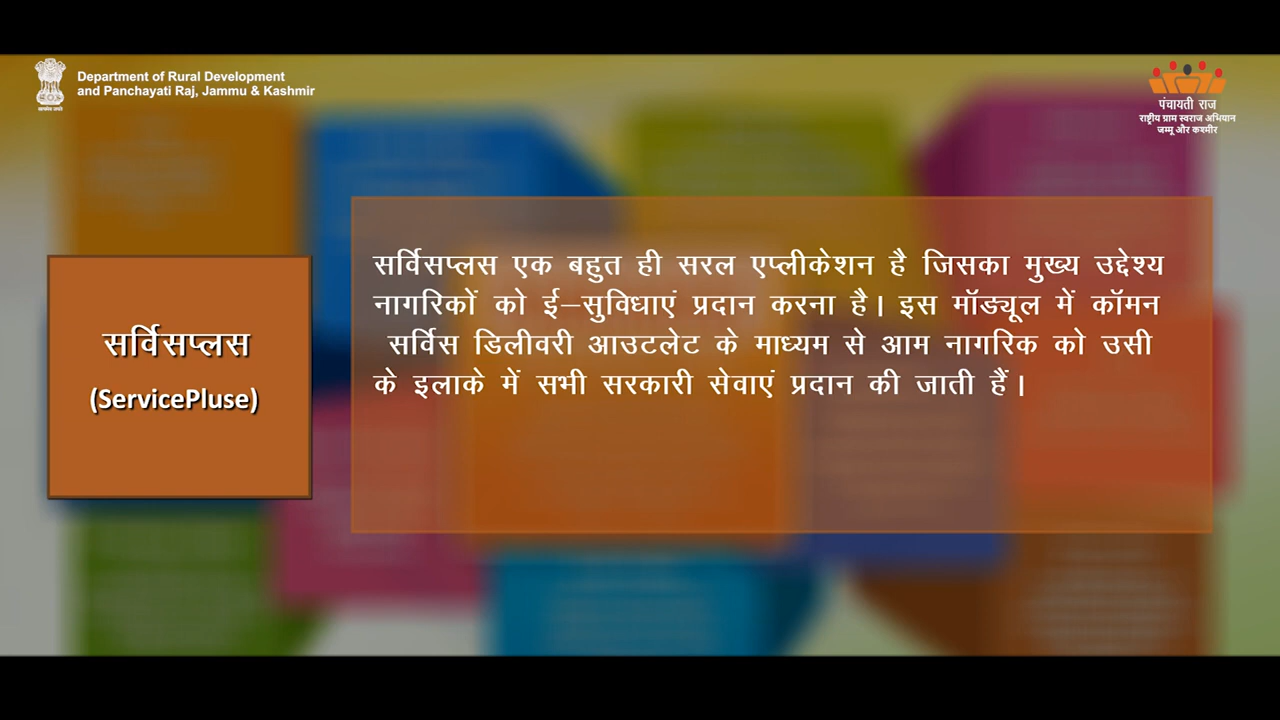 Department of Rural Development
and Panchayati Raj, Jammu & Kashmir
पंचायती राज
राष्ट्रीय ग्राम स्वराज अभियान
जम्मू और कश्मीर
सर्विसप्लस
(ServicePluse)
सर्विसप्लस एक बहुत ही सरल एप्लीकेशन है जिसका मुख्य उद्देश्य
नागरिकों को ई–सुविधाएं प्रदान करना है। इस मॉड्यूल में कॉमन
सर्विस डिलीवरी आउटलेट के माध्यम से आम नागरिक को उसी
के इलाके में सभी सरकारी सेवाएं प्रदान की जाती हैं।